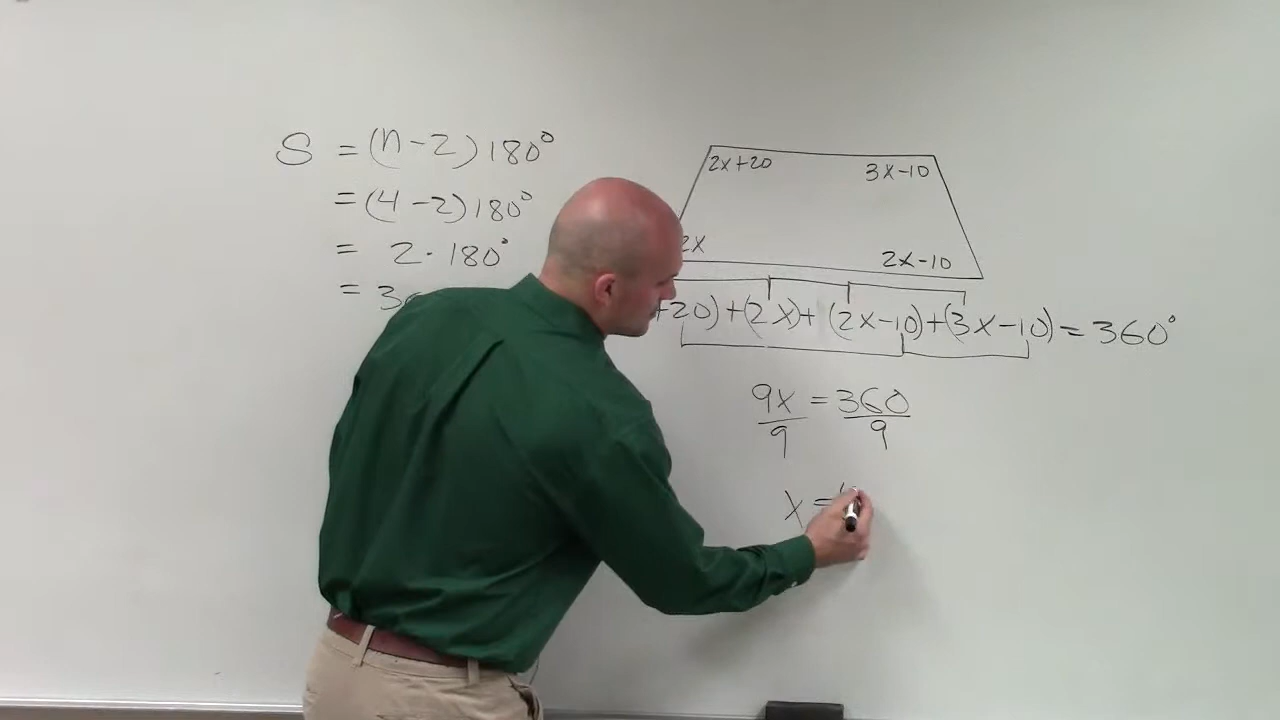 S = (n-2)180°
= (4-2)180°
= 2·180°
= 3
2x+20
3x-10
2x
2x-10
+20)+(2x)+(2x-10)+(3x-10)=360°
9x = 360
9 9
x =